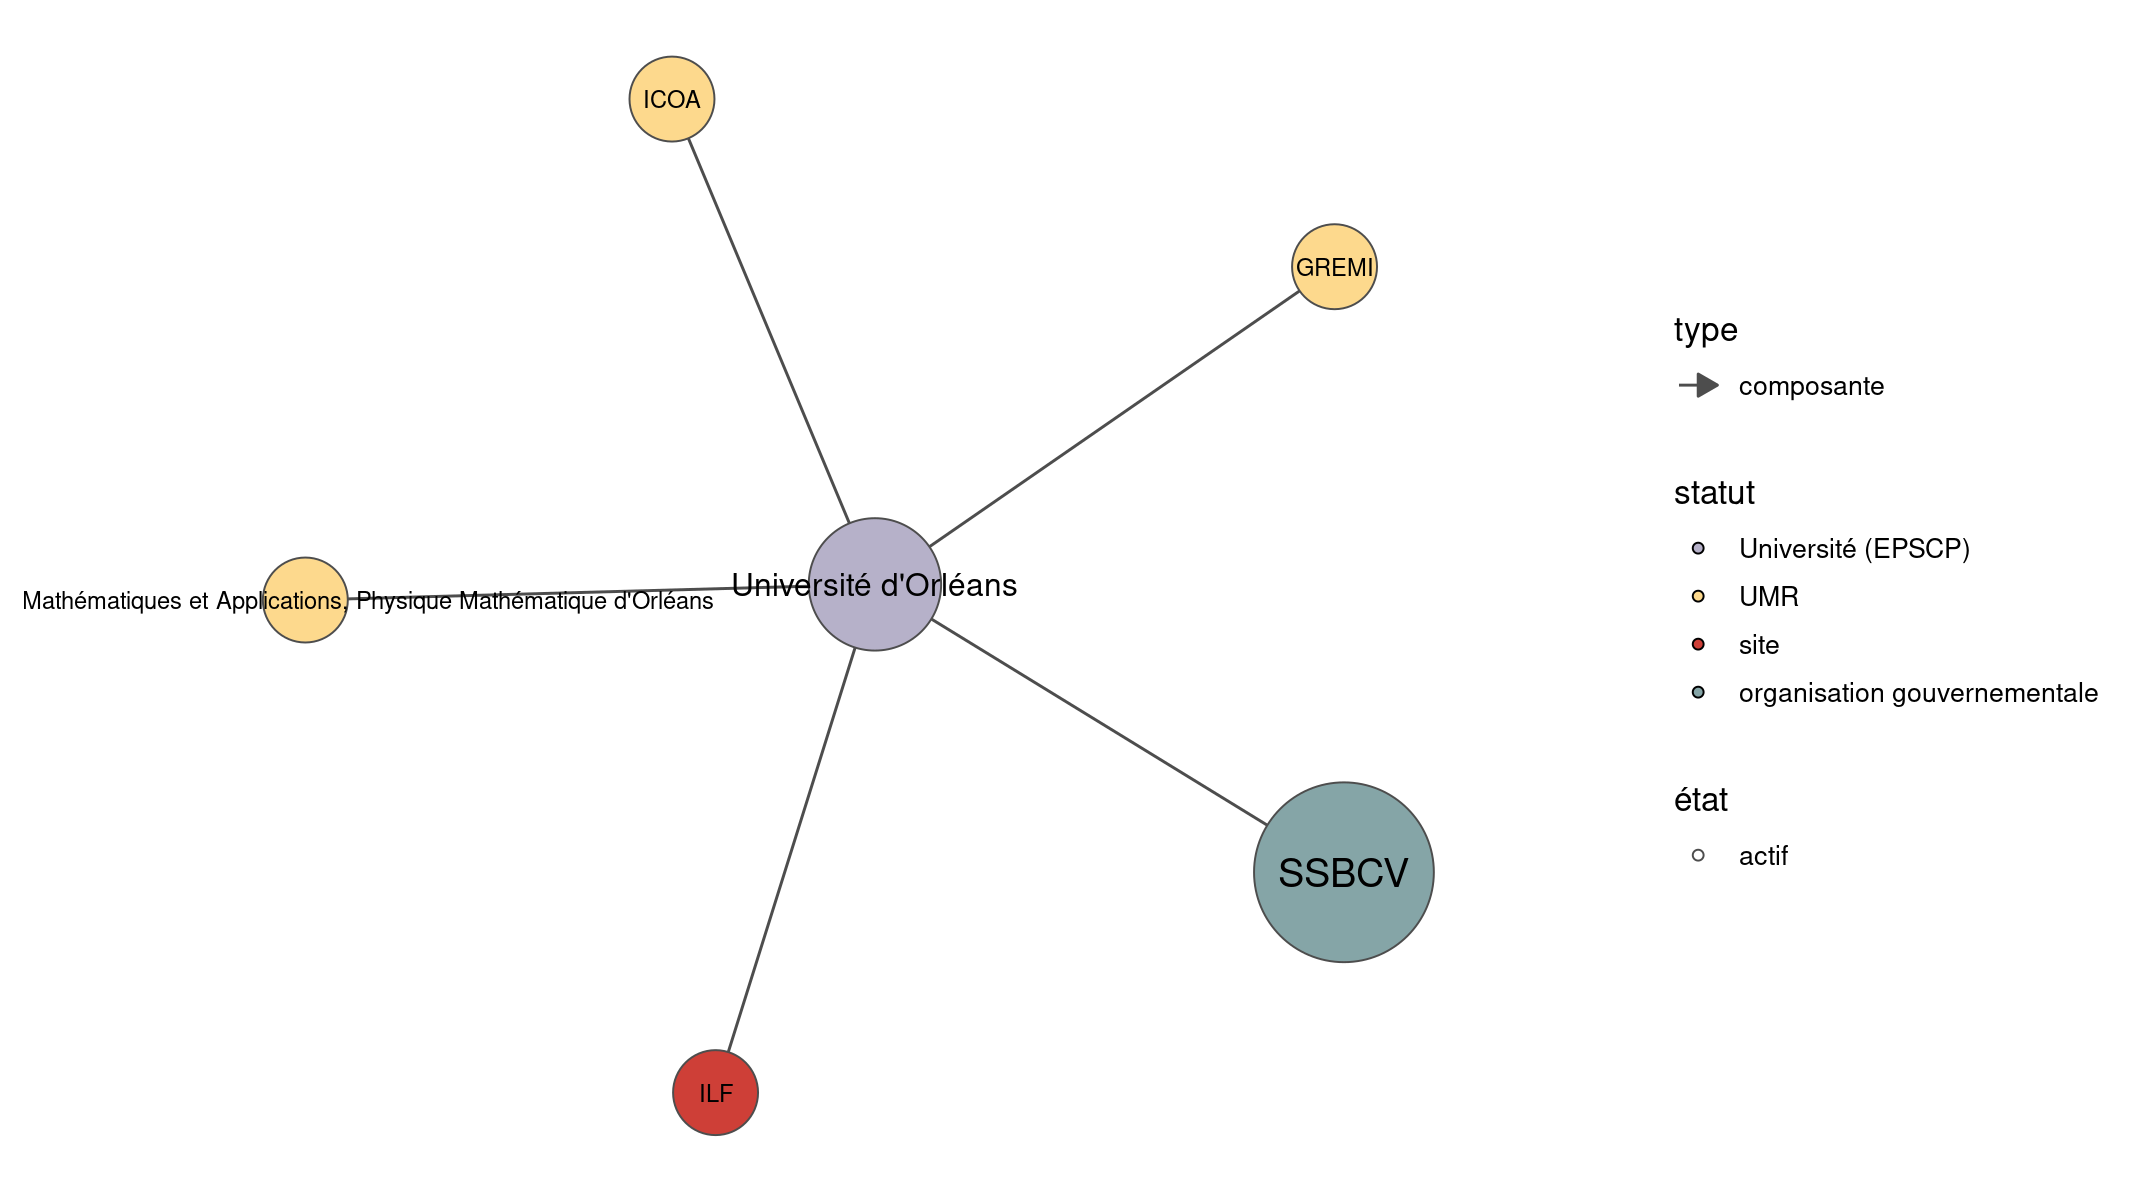 ICOA
GREMI
Mathématiques et Applications, Physique Mathématique d'Orléans
Université d'Orléans
SSBCV
ILF
type
composante
statut
Université (EPSCP)
UMR
site
organisation gouvernementale
état
actif